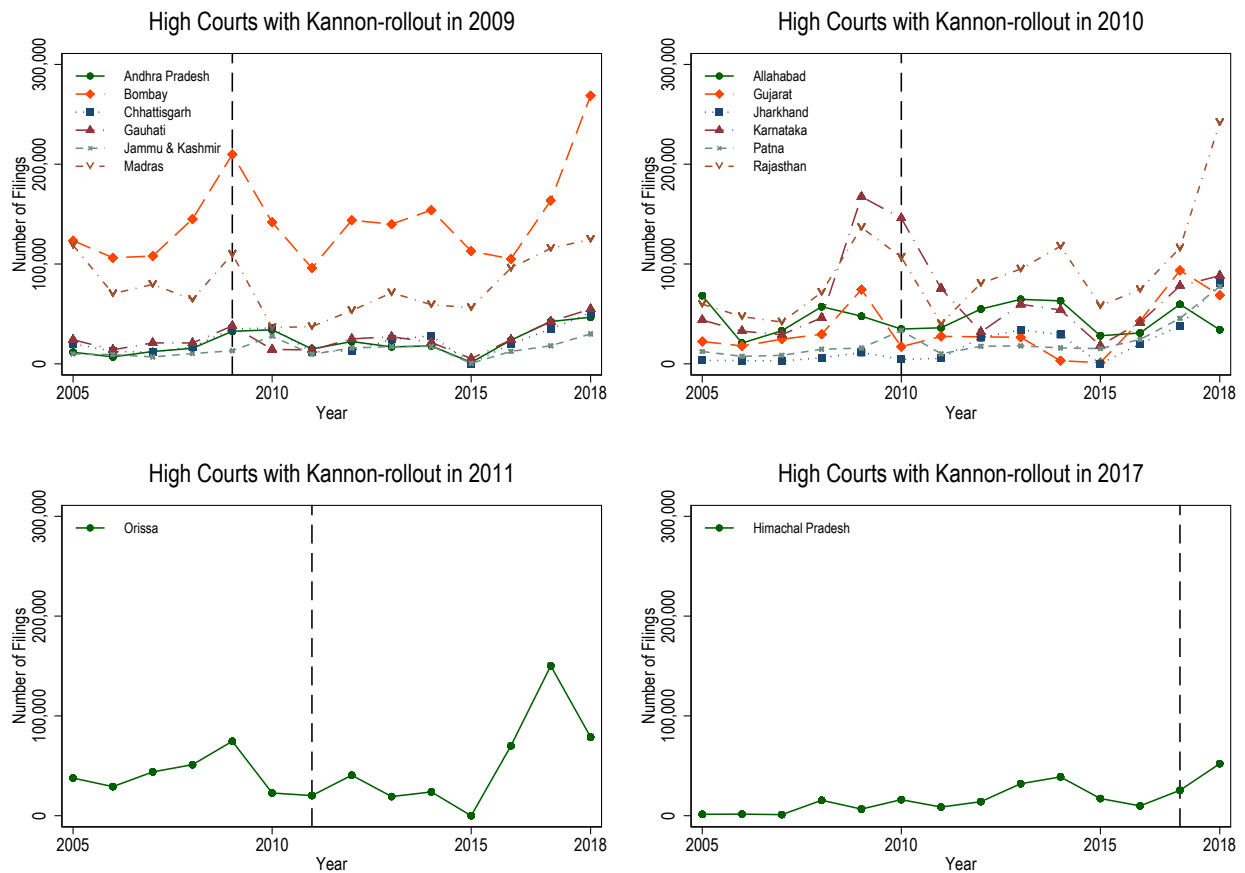 High Courts with Kannon-rollout in 2009
Number of Filings
300,000
200,000
100,000
0
Andhra Pradesh
Bombay
Chhattisgarh
Gauhati
Jammu & Kashmir
Madras
2005
2010
2015
2018
Year
High Courts with Kannon-rollout in 2010
Number of Filings
300,000
200,000
100,000
0
Allahabad
Gujarat
Jharkhand
Karnataka
Patna
Rajasthan
2005
2010
2015
2018
Year
High Courts with Kannon-rollout in 2011
Number of Filings
300,000
200,000
100,000
0
Orissa
2005
2010
2015
2018
Year
High Courts with Kannon-rollout in 2017
Number of Filings
300,000
200,000
100,000
0
Himachal Pradesh
2005
2010
2015
2018
Year